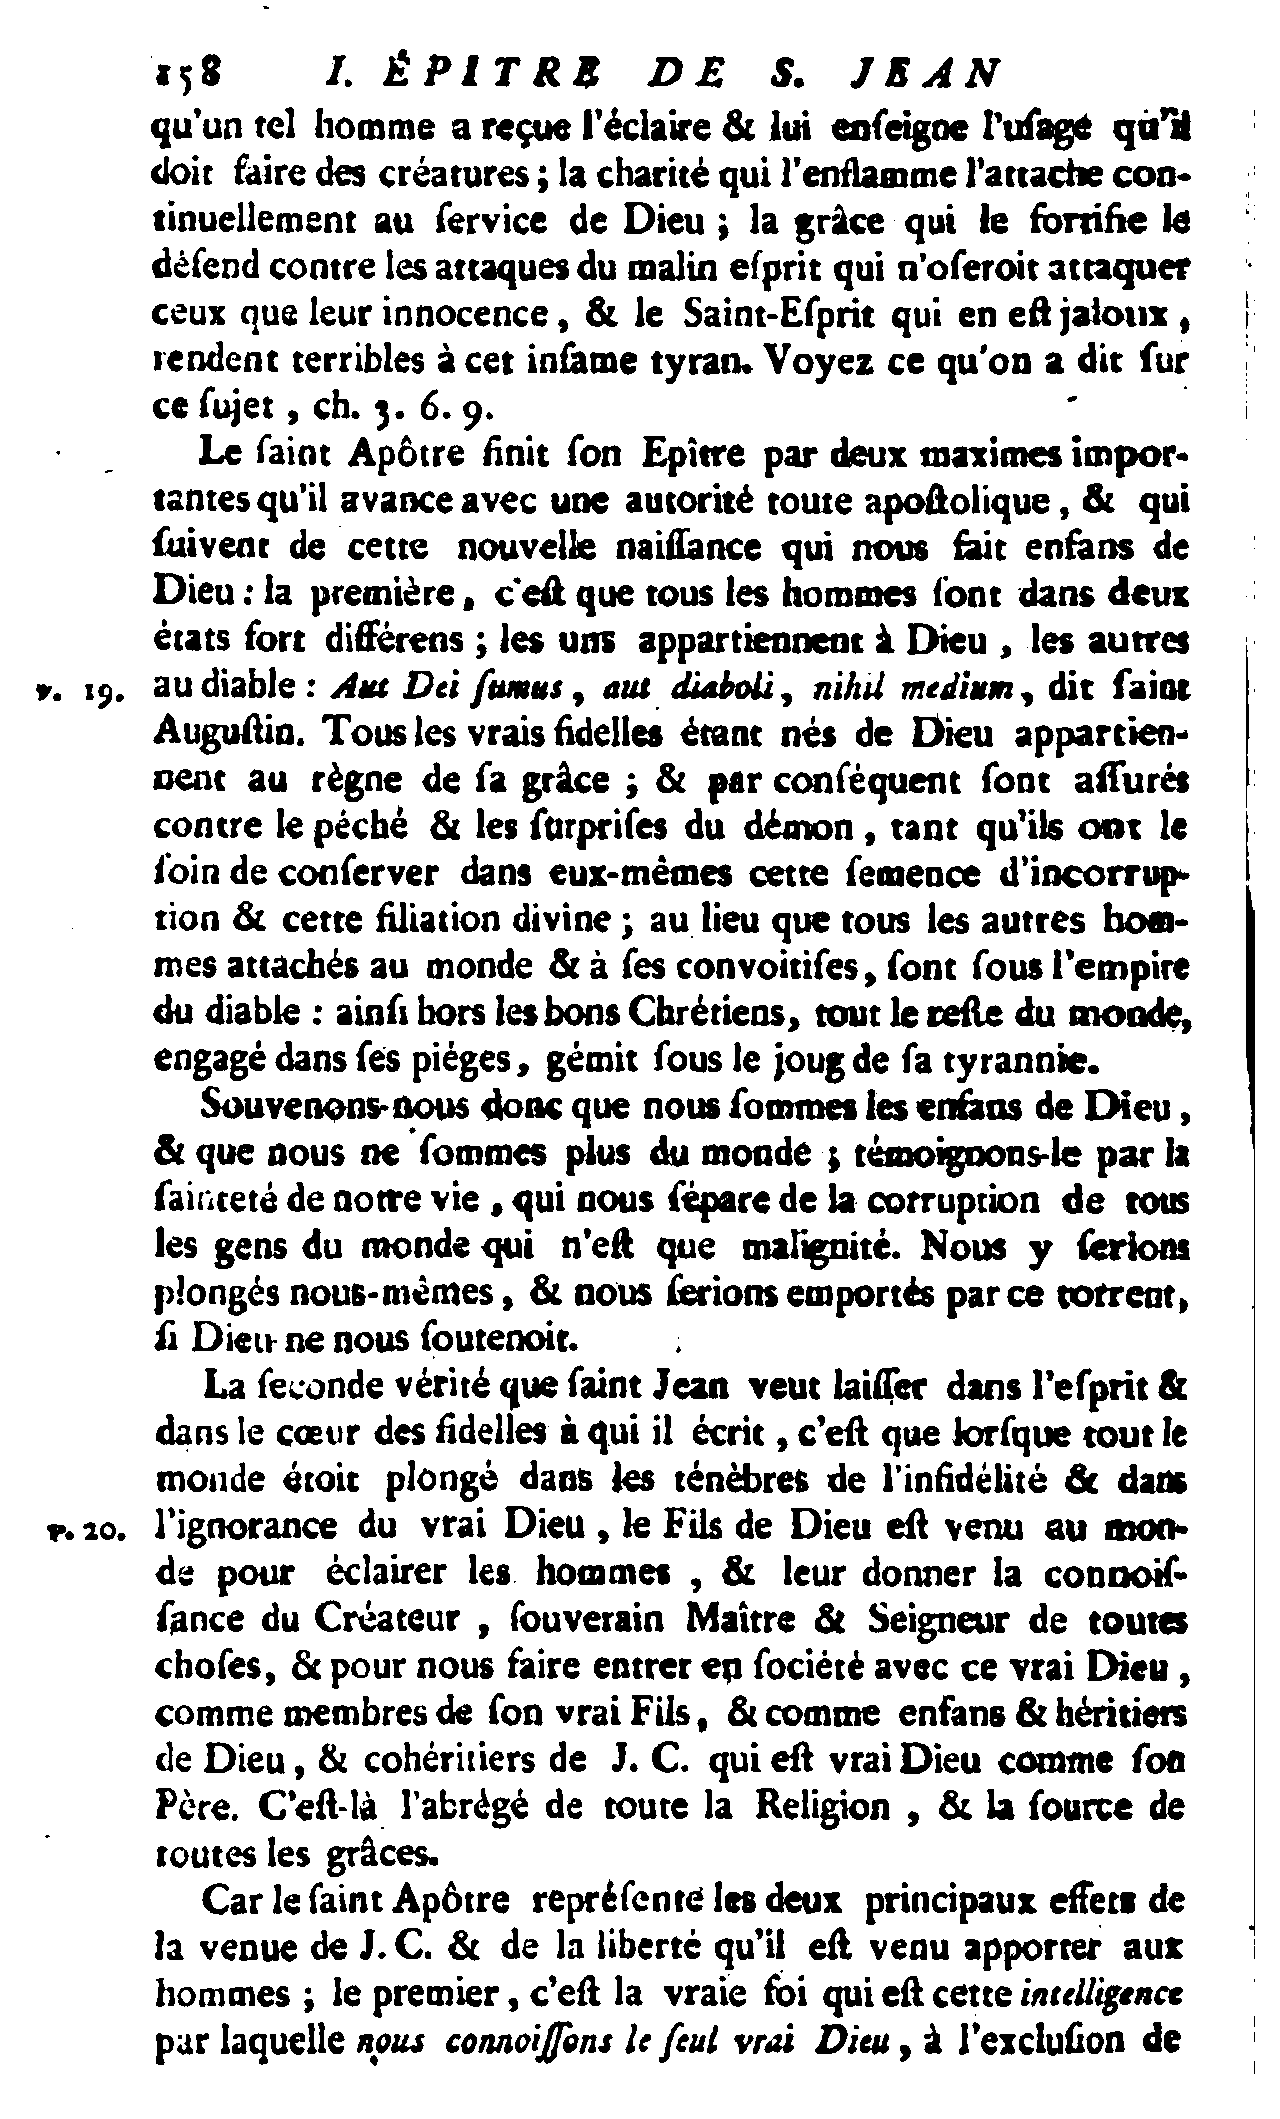 158 I. ÉPITRE DE S. JEAN
qu'un tel homme a reçue l'éclaire & lui enſeigne l'uſage qu'il
doit faire des créatures ; la charité qui l'enflamme l'attache con-
tinuellement au ſervice de Dieu ; la grâce qui le fortifie le
défend contre les attaques du malin eſprit qui n'oſeroit attaquer
ceux que leur innocence, & le Saint-Eſprit qui en eſt jaloux,
rendent terribles à cet infame tyran. Voyez ce qu'on a dit ſur
ce ſujet, ch. 3. 6. 9.
Le ſaint Apôtre finit ſon Epître par deux maximes impor-
tantes qu'il avance avec une autorité toute apoſtolique, & qui
ſuivent de cette nouvelle naiſſance qui nous fait enfans de
Dieu : la première, c'eſt que tous les hommes ſont dans deux
états fort différens ; les uns appartiennent à Dieu, les autres
v. 19. au diable : Aut Dei ſumus, aut diaboli, nihil medium, dit ſaint
Auguſtin. Tous les vrais fidelles étant nés de Dieu appartien-
nent au règne de ſa grâce ; & par conſéquent ſont aſſurés
contre le péché & les ſurpriſes du démon, tant qu'ils ont le
ſoin de conſerver dans eux-mêmes cette ſemence d'incorrup-
tion & cette filiation divine ; au lieu que tous les autres hom-
mes attachés au monde & à ſes convoitiſes, ſont ſous l'empire
du diable : ainſi hors les bons Chrétiens, tout le reſte du monde,
engagé dans ſes piéges, gémit ſous le joug de ſa tyrannie.
Souvenons-nous donc que nous ſommes les enfans de Dieu,
& que nous ne ſommes plus du monde ; témoignons-le par la
ſainteté de notre vie, qui nous ſépare de la corruption de tous
les gens du monde qui n'eſt que malignité. Nous y ſerions
plongés nous-mêmes, & nous ſerions emportés par ce torrent,
ſi Dieu ne nous ſoutenoit.
La ſeconde vérité que ſaint Jean veut laiſſer dans l'eſprit &
dans le cœur des fidelles à qui il écrit, c'eſt que lorſque tout le
monde étoit plongé dans les ténèbres de l'infidélité & dans
v. 20. l'ignorance du vrai Dieu, le Fils de Dieu eſt venu au mon-
de pour éclairer les hommes, & leur donner la connoiſ-
ſance du Créateur, ſouverain Maître & Seigneur de toutes
choſes, & pour nous faire entrer en ſociété avec ce vrai Dieu,
comme membres de ſon vrai Fils, & comme enfans & héritiers
de Dieu, & cohéritiers de J. C. qui eſt vrai Dieu comme ſon
Père. C'eſt-là l'abrégé de toute la Religion, & la ſource de
toutes les grâces.
Car le ſaint Apôtre repréſente les deux principaux effets de
la venue de J. C. & de la liberté qu'il eſt venu apporter aux
hommes ; le premier, c'eſt la vraie foi qui eſt cette intelligence
par laquelle nous connoiſſons le ſeul vrai Dieu, à l'excluſion de